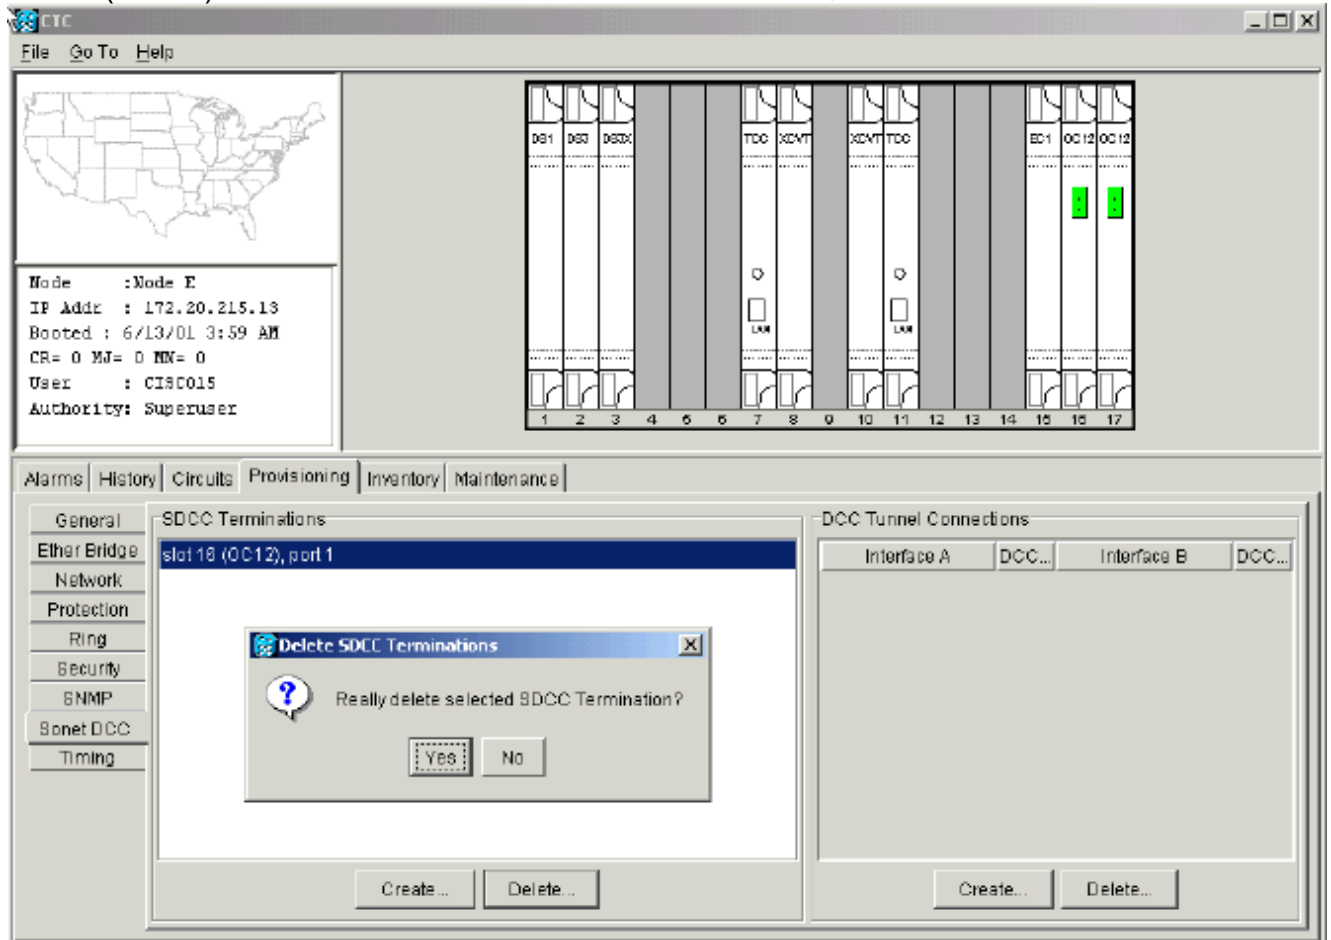 CTC
File Go To Help
DS1 DS3 DS3X TCC XCVT XCVT TCC EC1 OC12 OC12
LAN LAN
1 2 3 4 5 6 7 8 9 10 11 12 13 14 15 16 17
Node :Node E
IP Addr : 172.20.215.13
Booted : 6/13/01 3:59 AM
CR= 0 MJ= 0 MN= 0
User : CISCO15
Authority: Superuser
Alarms History Circuits Provisioning Inventory Maintenance
General
Ether Bridge
Network
Protection
Ring
Security
SNMP
Sonet DCC
Timing
SDCC Terminations
slot 16 (OC12), port 1
Delete SDCC Terminations
Really delete selected SDCC Termination?
Yes No
Create... Delete...
DCC Tunnel Connections
Interface A DCC... Interface B DCC...
Create... Delete...